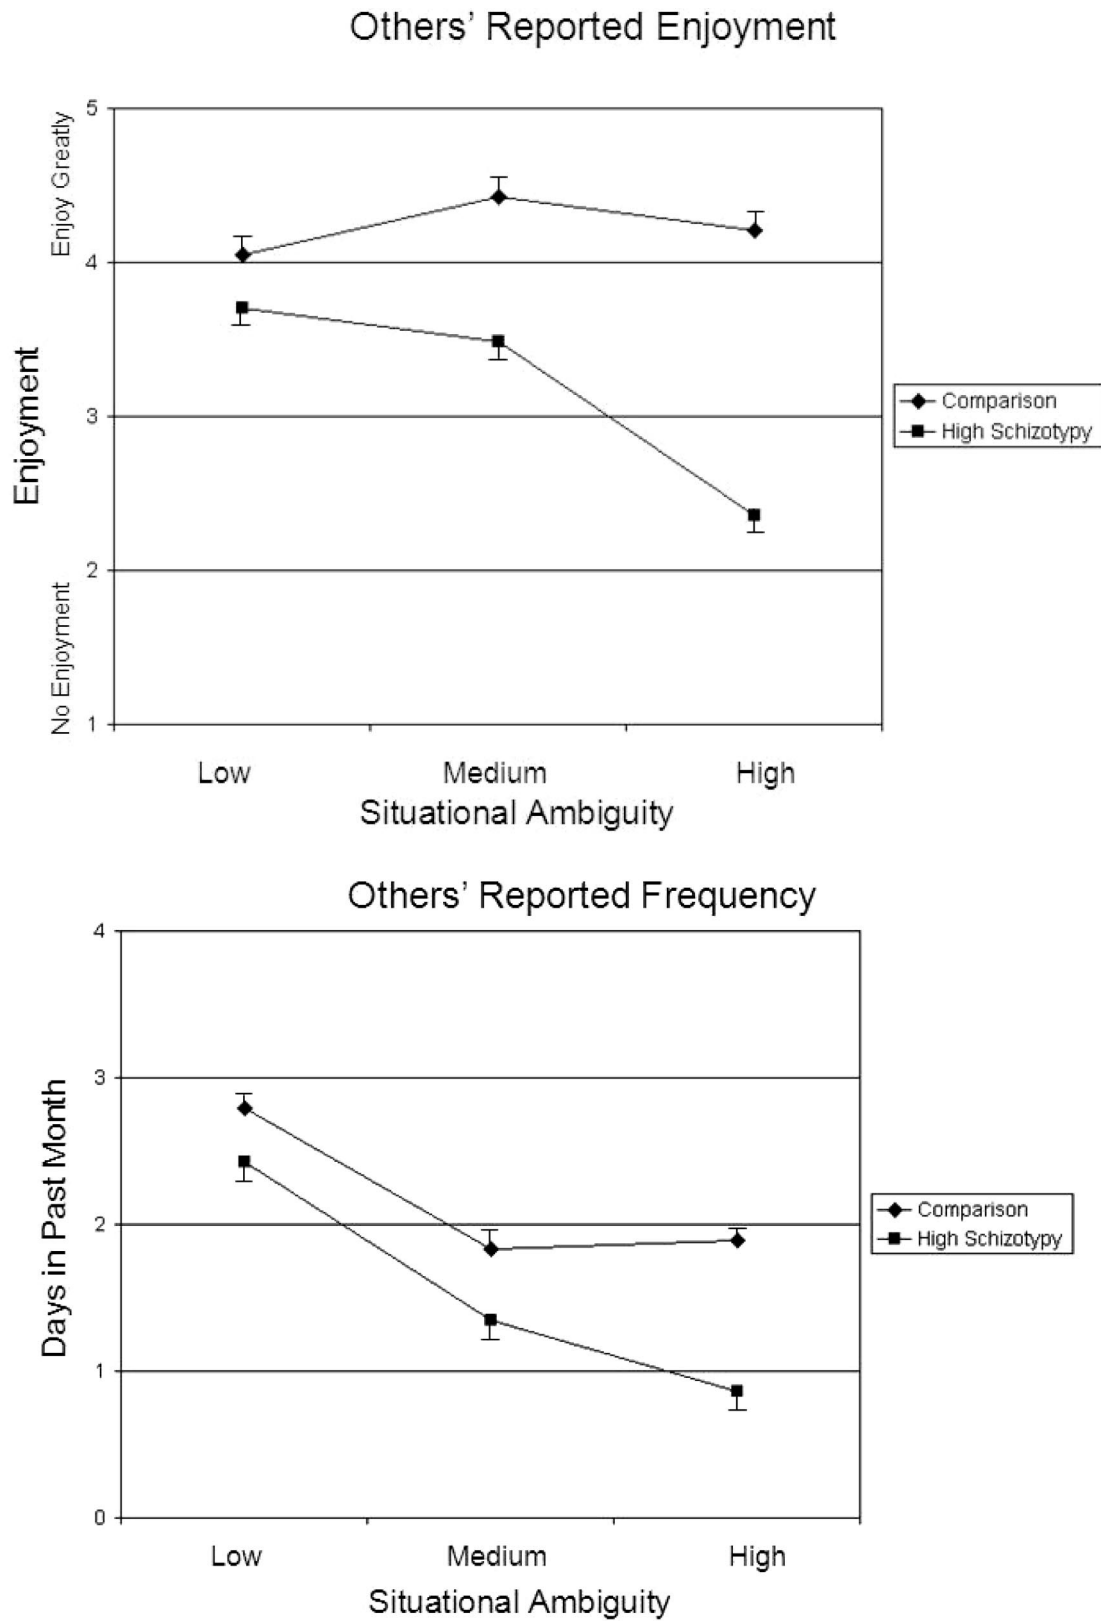 Others’ Reported Enjoyment
5
Enjoy Greatly
4
Enjoyment
3
Comparison
High Schizotypy
2
No Enjoyment
1
Low Medium High
Situational Ambiguity
Others’ Reported Frequency
4
3
Days in Past Month
2
Comparison
High Schizotypy
1
0
Low Medium High
Situational Ambiguity